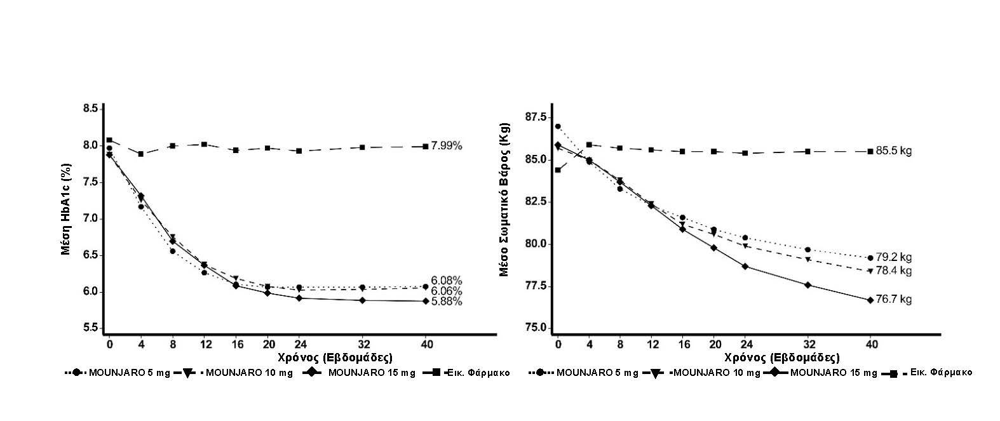 Μέση HbA1c (%)
8.5
8.0
7.5
7.0
6.5
6.0
5.5
7.99%
6.08%
6.06%
5.88%
0 4 8 12 16 20 24 32 40
Χρόνος (Εβδομάδες)
MOUNJARO 5 mg MOUNJARO 10 mg MOUNJARO 15 mg Εικ. Φάρμακο
Μέσο Σωματικό Βάρος (Kg)
87.5
85.0
82.5
80.0
77.5
75.0
85.5 kg
79.2 kg
78.4 kg
76.7 kg
0 4 8 12 16 20 24 32 40
Χρόνος (Εβδομάδες)
MOUNJARO 5 mg MOUNJARO 10 mg MOUNJARO 15 mg Εικ. Φάρμακο